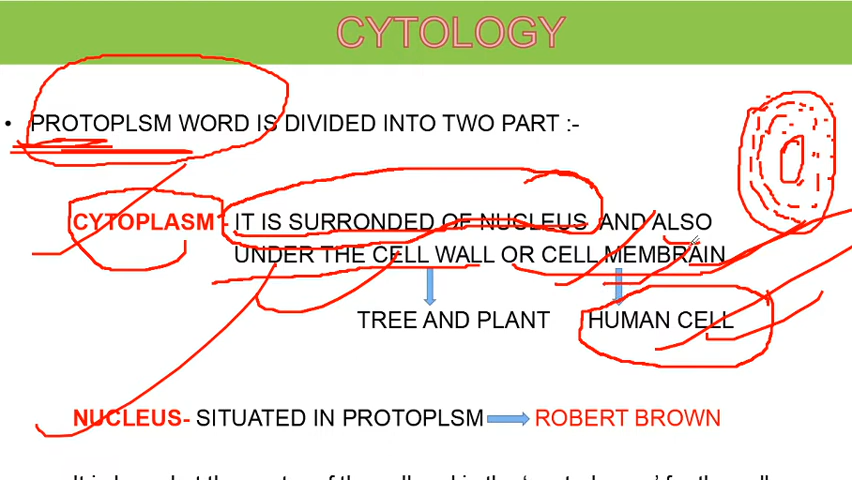 CYTOLOGY
• PROTOPLSM WORD IS DIVIDED INTO TWO PART :-
CYTOPLASM - IT IS SURRONDED OF NUCLEUS AND ALSO
UNDER THE CELL WALL OR CELL MEMBRAIN
TREE AND PLANT HUMAN CELL
NUCLEUS- SITUATED IN PROTOPLSM ROBERT BROWN